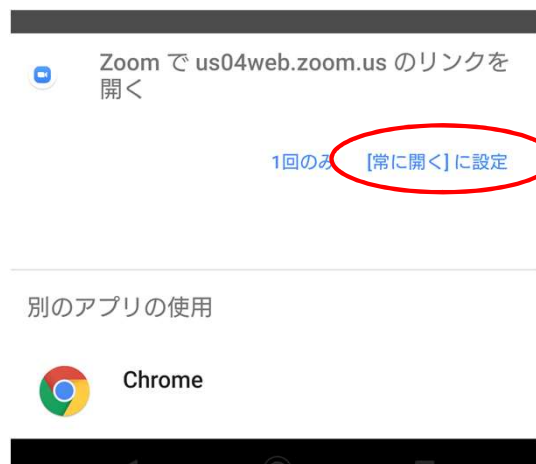 Zoom で us04web.zoom.us のリンクを
開く
1回のみ [常に開く] に設定
別のアプリの使用
Chrome